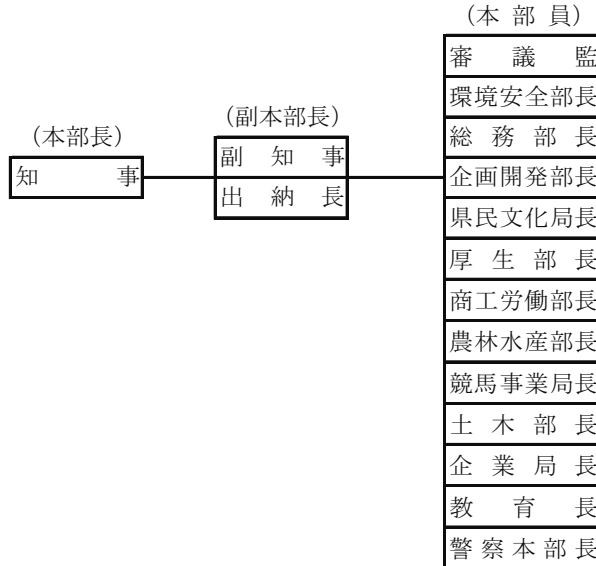 （本部長）
知事
（副本部長）
副知事
出納長
（本部員）
審議監
環境安全部長
総務部長
企画開発部長
県民文化局長
厚生部長
商工労働部長
農林水産部長
競馬事業局長
土木部長
企業局長
教育長
警察本部長